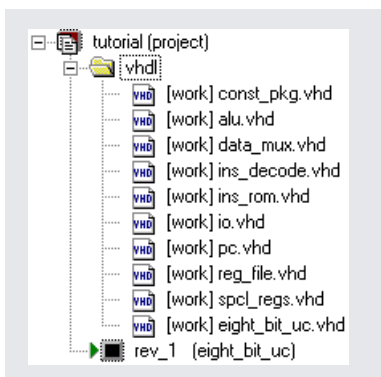 tutorial (project)
vhdl
VHD [work] const_pkg.vhd
VHD [work] alu.vhd
VHD [work] data_mux.vhd
VHD [work] ins_decode.vhd
VHD [work] ins_rom.vhd
VHD [work] io.vhd
VHD [work] pc.vhd
VHD [work] reg_file.vhd
VHD [work] spcl_regs.vhd
VHD [work] eight_bit_uc.vhd
rev_1 (eight_bit_uc)